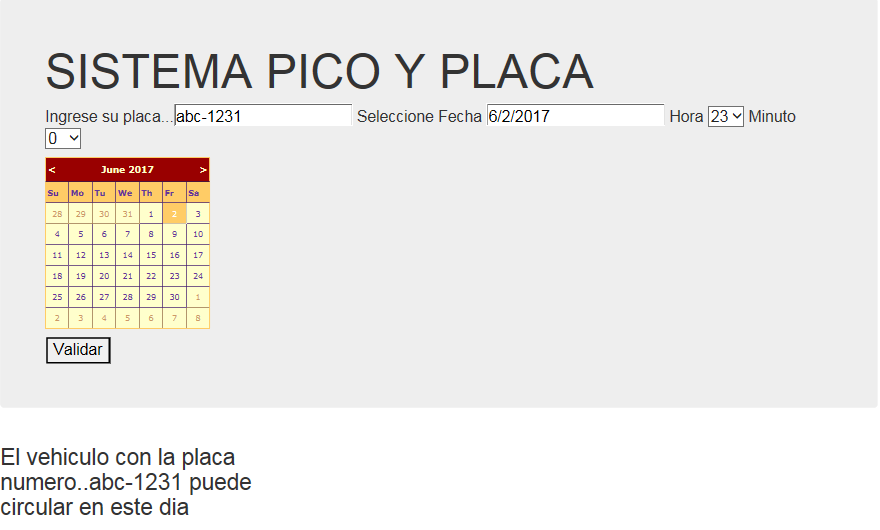 SISTEMA PICO Y PLACA
Ingrese su placa...abc-1231 Seleccione Fecha 6/2/2017 Hora 23 Minuto
0
< June 2017 >
Su Mo Tu We Th Fr Sa
28 29 30 31 1 2 3
4 5 6 7 8 9 10
11 12 13 14 15 16 17
18 19 20 21 22 23 24
25 26 27 28 29 30 1
2 3 4 5 6 7 8
Validar
El vehiculo con la placa
numero..abc-1231 puede
circular en este dia